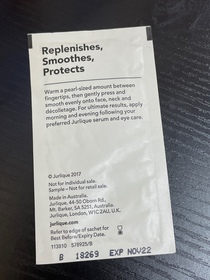 Replenishes,
Smoothes,
Protects
Warm a pearl-sized amount between
fingertips, then gently press and
smooth evenly onto face, neck and
décolletage. For ultimate results, apply
morning and evening following your
preferred Jurlique serum and eye care.
© Jurlique 2017
Not for individual sale.
Sample – Not for retail sale.
Made in Australia.
Jurlique, 44-50 Oborn Rd.,
Mt. Barker, SA 5251, Australia.
Jurlique, London, W1C 2AU, U.K.
jurlique.com
Refer to edge of sachet for
Best Before/Expiry Date.
113810 578925/B
B 18269 EXP NOV22